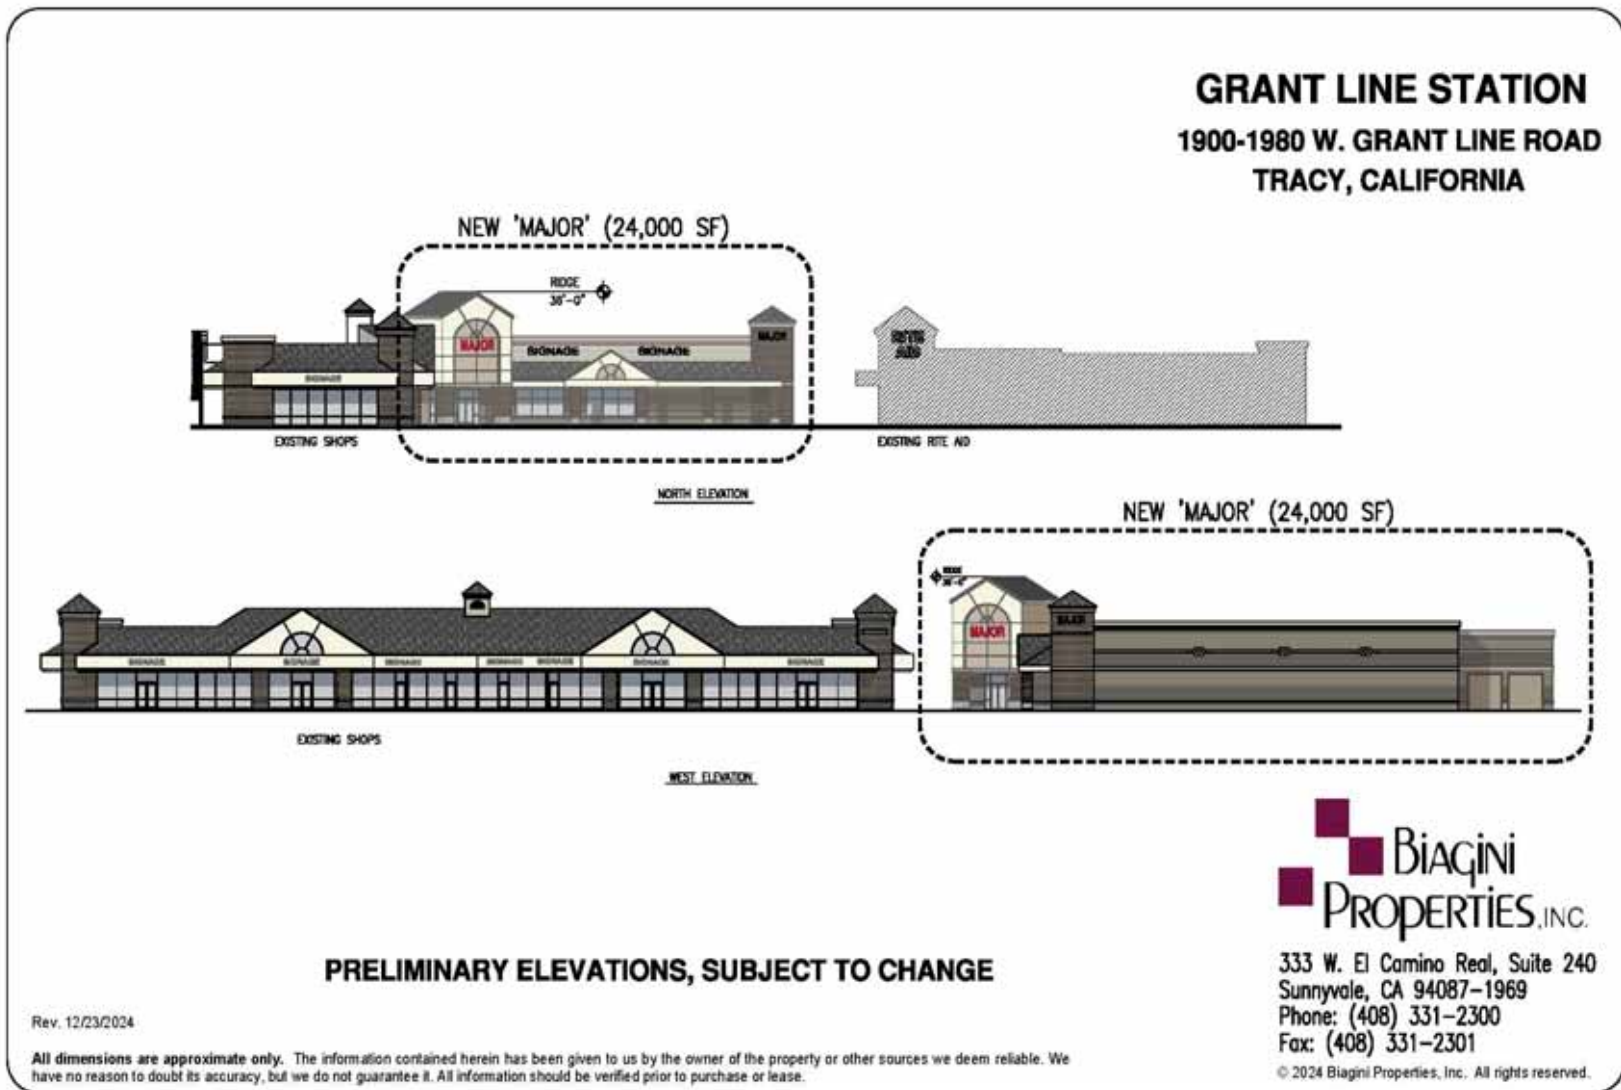 GRANT LINE STATION
1900-1980 W. GRANT LINE ROAD
TRACY, CALIFORNIA
NEW 'MAJOR' (24,000 SF)
RIDGE
36'-0"
MAJOR
SIGNAGE
SIGNAGE
MAJOR
SIGNAGE
RITE
AID
EXISTING SHOPS
EXISTING RITE AID
NORTH ELEVATION
NEW 'MAJOR' (24,000 SF)
RIDGE
36'-0"
MAJOR
MAJOR
SIGNAGE SIGNAGE SIGNAGE SIGNAGE SIGNAGE SIGNAGE SIGNAGE
EXISTING SHOPS
WEST ELEVATION
BIAGINI
PROPERTIES, INC.
333 W. El Camino Real, Suite 240
Sunnyvale, CA 94087-1969
Phone: (408) 331-2300
Fax: (408) 331-2301
© 2024 Biagini Properties, Inc. All rights reserved.
PRELIMINARY ELEVATIONS, SUBJECT TO CHANGE
Rev. 12/23/2024
All dimensions are approximate only. The information contained herein has been given to us by the owner of the property or other sources we deem reliable. We
have no reason to doubt its accuracy, but we do not guarantee it. All information should be verified prior to purchase or lease.